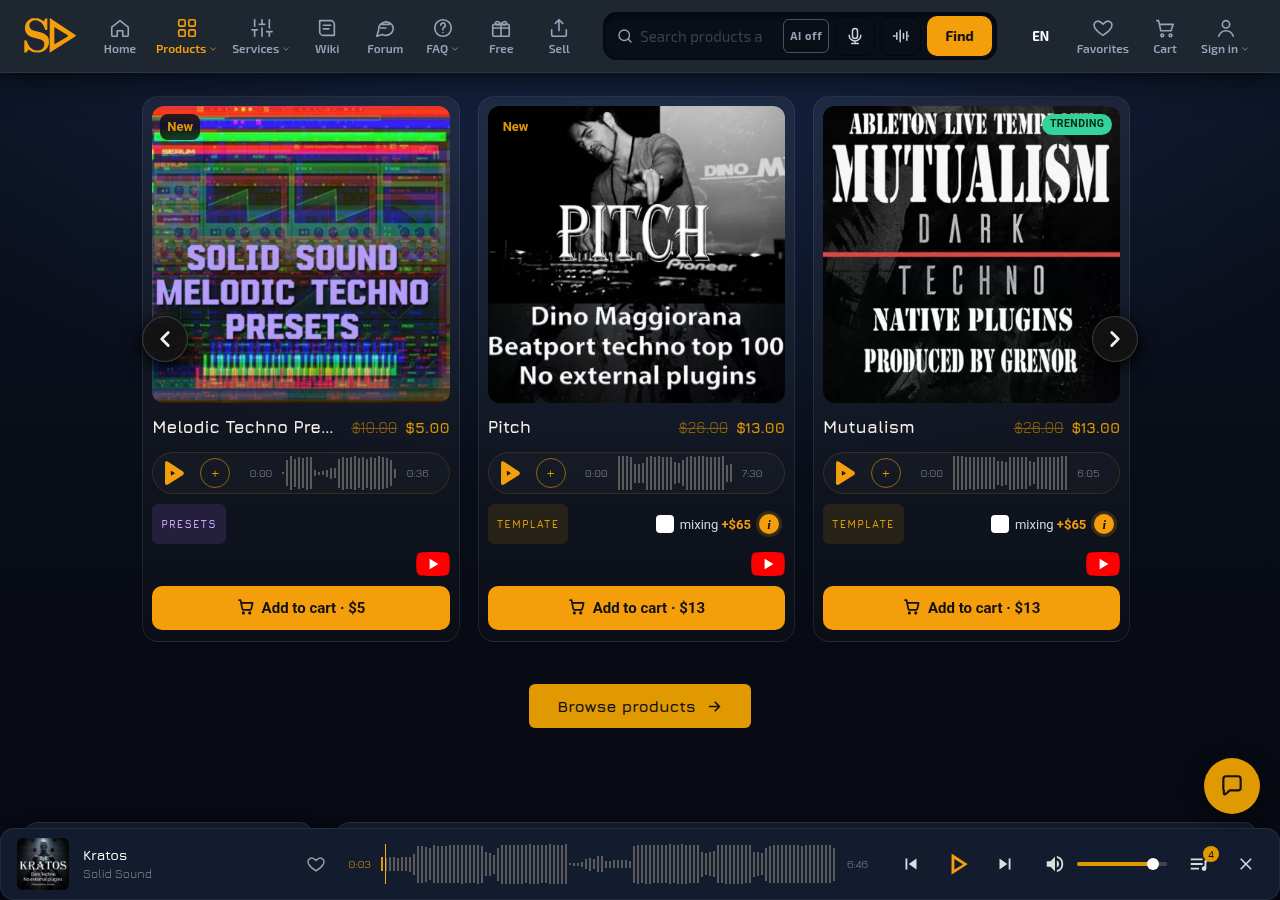 SD
Home
Products
Services
Wiki
Forum
FAQ
Free
Sell
Search products a
AI off
Find
EN
Favorites
Cart
Sign in
New
SERUM
SOLID SOUND
MELODIC TECHNO
PRESETS
Melodic Techno Pre... $10.00 $5.00
+ 0:00 0:36
PRESETS
Add to cart · $5
New
DINO M
PITCH
Pioneer
Dino Maggiorana
Beatport techno top 100
No external plugins
Pitch $26.00 $13.00
+ 0:00 7:30
TEMPLATE mixing +$65 i
Add to cart · $13
TRENDING
ABLETON LIVE TEMP
MUTUALISM
DARK
TECHNO
NATIVE PLUGINS
PRODUCED BY GRENOR
Mutualism $26.00 $13.00
+ 0:00 6:05
TEMPLATE mixing +$65 i
Add to cart · $13
Browse products
KRATOS
Kratos
Solid Sound
0:03 6:46
4